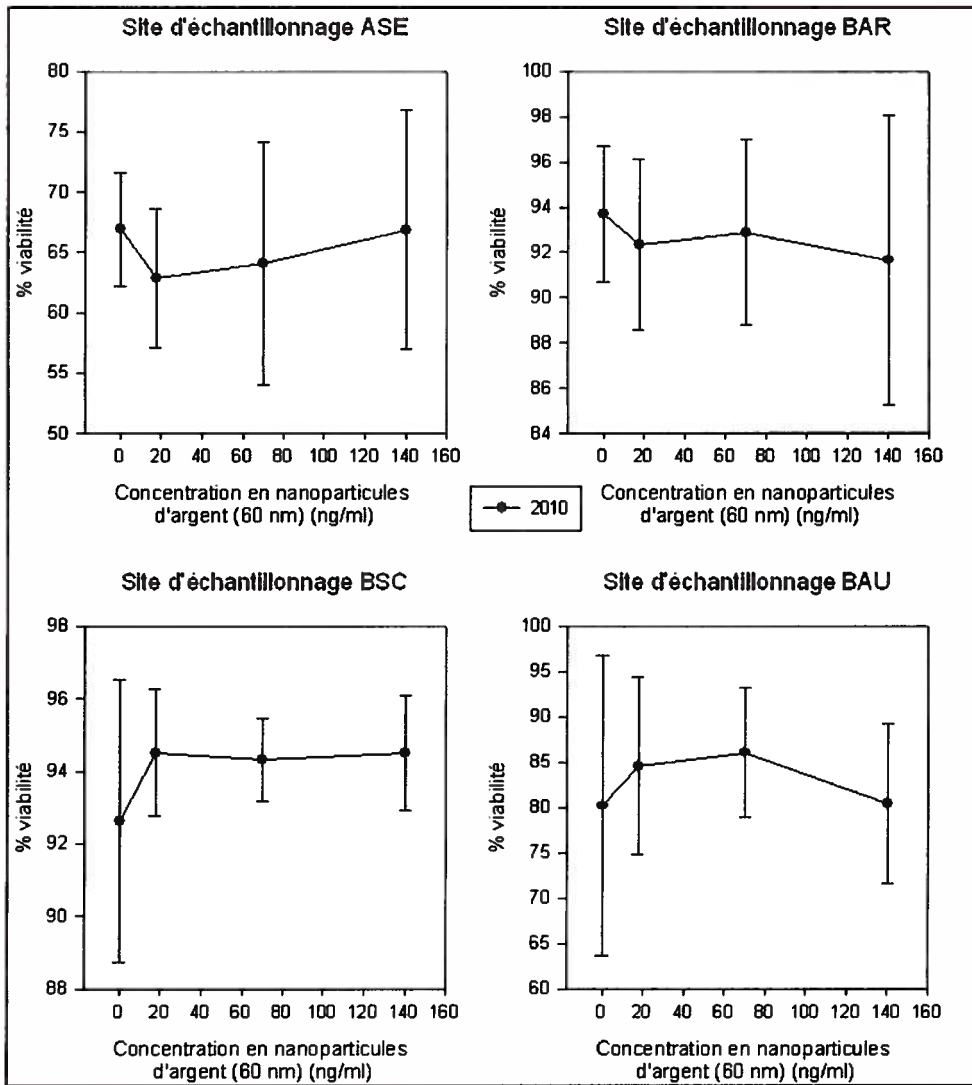 Site d'échantillonnage ASE
80
75
70
65
60
55
50
% viabilité
0 20 40 60 80 100 120 140 160
Concentration en nanoparticules
d'argent (60 nm) (ng/ml)
Site d'échantillonnage BAR
100
98
96
94
92
90
88
86
84
% viabilité
0 20 40 60 80 100 120 140 160
Concentration en nanoparticules
d'argent (60 nm) (ng/ml)
2010
Site d'échantillonnage BSC
98
96
94
92
90
88
% viabilité
0 20 40 60 80 100 120 140 160
Concentration en nanoparticules
d'argent (60 nm) (ng/ml)
Site d'échantillonnage BAU
100
95
90
85
80
75
70
65
60
% viabilité
0 20 40 60 80 100 120 140 160
Concentration en nanoparticules
d'argent (60 nm) (ng/ml)